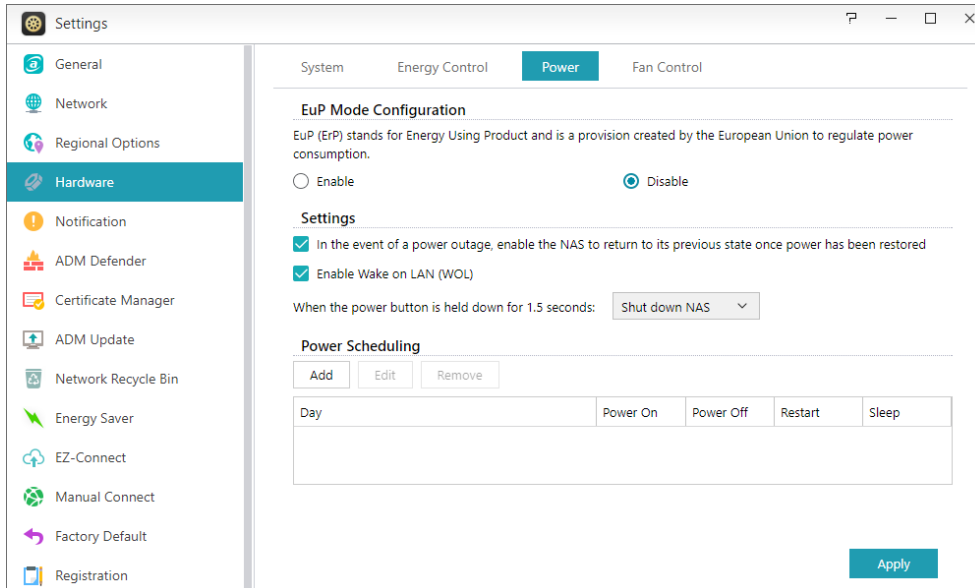 Settings
General
Network
Regional Options
Hardware
Notification
ADM Defender
Certificate Manager
ADM Update
Network Recycle Bin
Energy Saver
EZ-Connect
Manual Connect
Factory Default
Registration
System Energy Control Power Fan Control
EuP Mode Configuration
EuP (ErP) stands for Energy Using Product and is a provision created by the European Union to regulate power
consumption.
Enable Disable
Settings
In the event of a power outage, enable the NAS to return to its previous state once power has been restored
Enable Wake on LAN (WOL)
When the power button is held down for 1.5 seconds: Shut down NAS
Power Scheduling
Add Edit Remove
Day Power On Power Off Restart Sleep
Apply